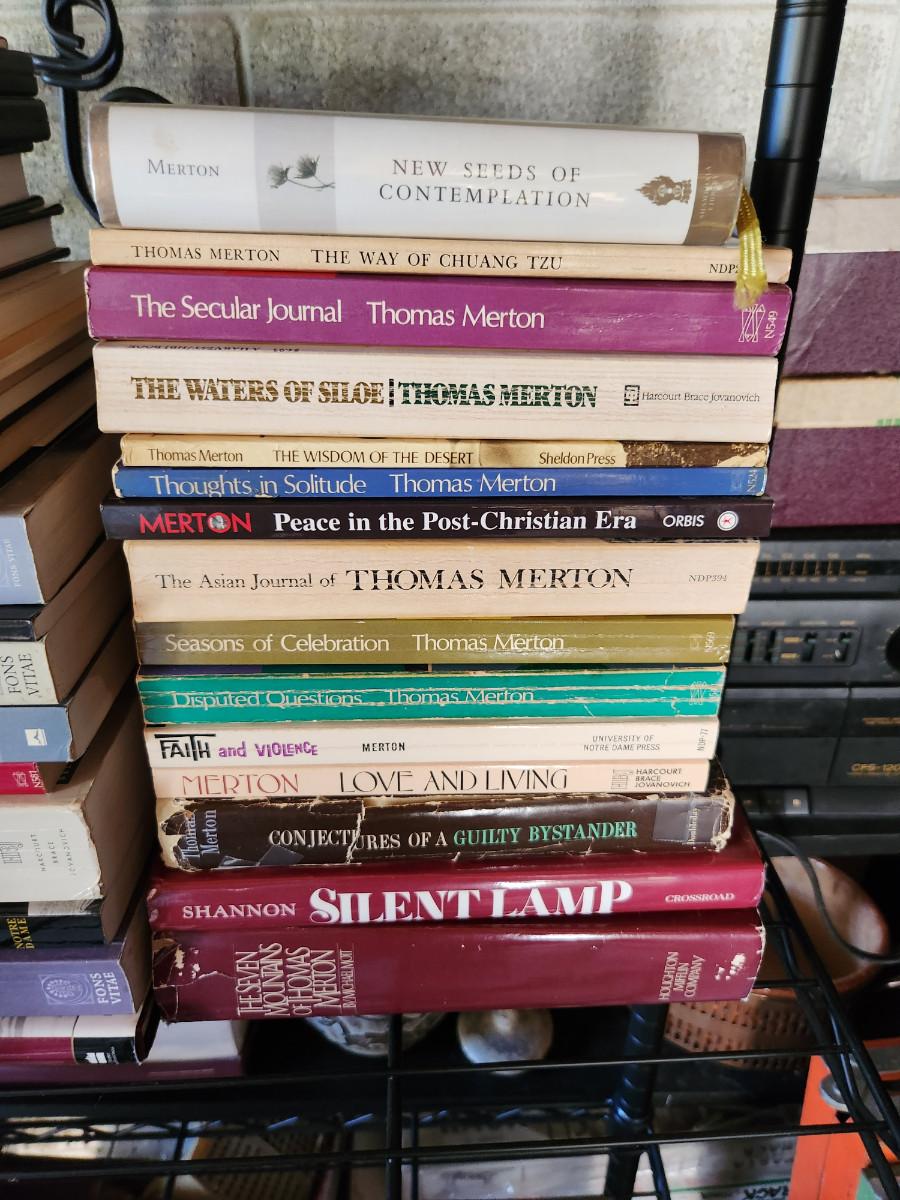 MERTON
NEW SEEDS OF
CONTEMPLATION
THOMAS MERTON THE WAY OF CHUANG TZU
The Secular Journal Thomas Merton N549
THE WATERS OF SILOE THOMAS MERTON Harcourt Brace Jovanovich
Thomas Merton THE WISDOM OF THE DESERT Sheldon Press
Thoughts in Solitude Thomas Merton
MERTON Peace in the Post-Christian Era ORBIS
The Asian Journal of THOMAS MERTON NDP394
Seasons of Celebration Thomas Merton N569
Disputed Questions Thomas Merton
FAITH and VIOLENCE MERTON
UNIVERSITY OF
NOTRE DAME PRESS
NDP-77
MERTON LOVE AND LIVING
HARCOURT
BRACE
JOVANOVICH
Thomas
Merton
CONJECTURES OF A GUILTY BYSTANDER
Doubleday
SHANNON SILENT LAMP CROSSROAD
THE SEVEN
MOUNTAINS
OF THOMAS
MERTON
HOUGHTON
MIFFLIN
COMPANY
FONS VITAE
FONS
VITAE
HARCOURT
BRACE
JOVANOVICH
NOTRE
DAME
FONS
VITAE